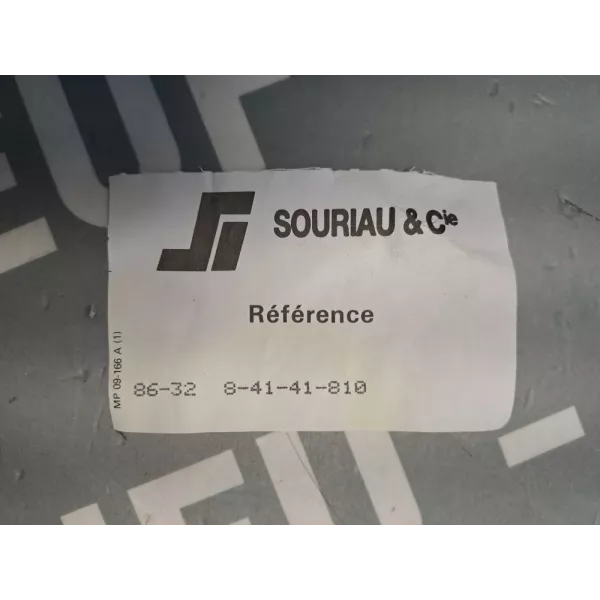 SOURIAU & Cie
Référence
86-32 8-41-41-810
MP 09-166 A (1)